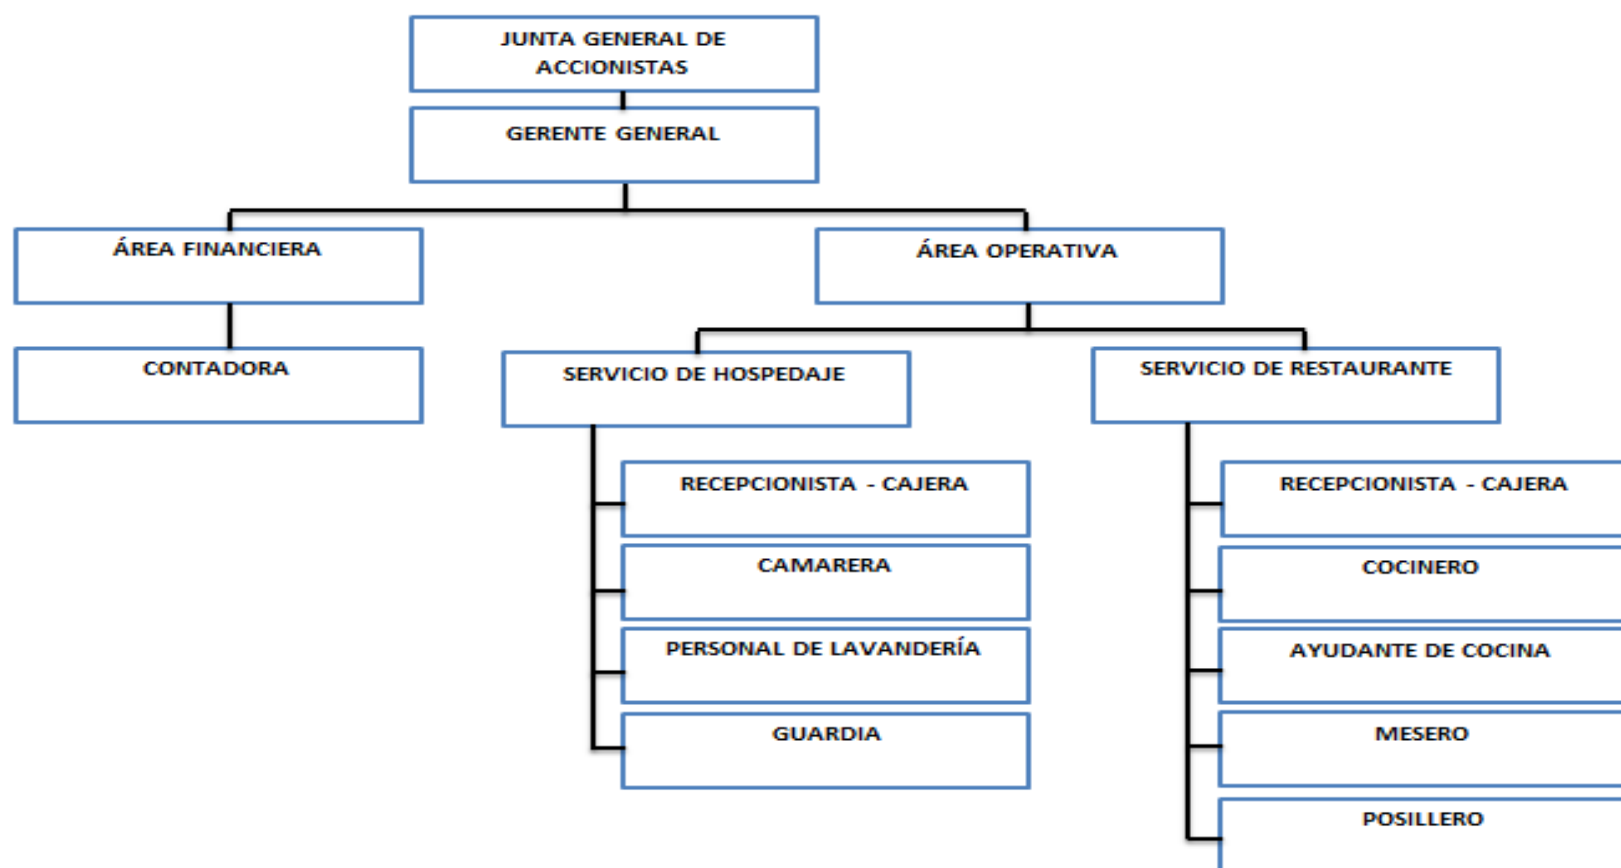 JUNTA GENERAL DE
ACCIONISTAS
GERENTE GENERAL
ÁREA FINANCIERA
ÁREA OPERATIVA
CONTADORA
SERVICIO DE HOSPEDAJE
SERVICIO DE RESTAURANTE
RECEPCIONISTA - CAJERA
CAMARERA
PERSONAL DE LAVANDERÍA
GUARDIA
RECEPCIONISTA - CAJERA
COCINERO
AYUDANTE DE COCINA
MESERO
POSILLERO